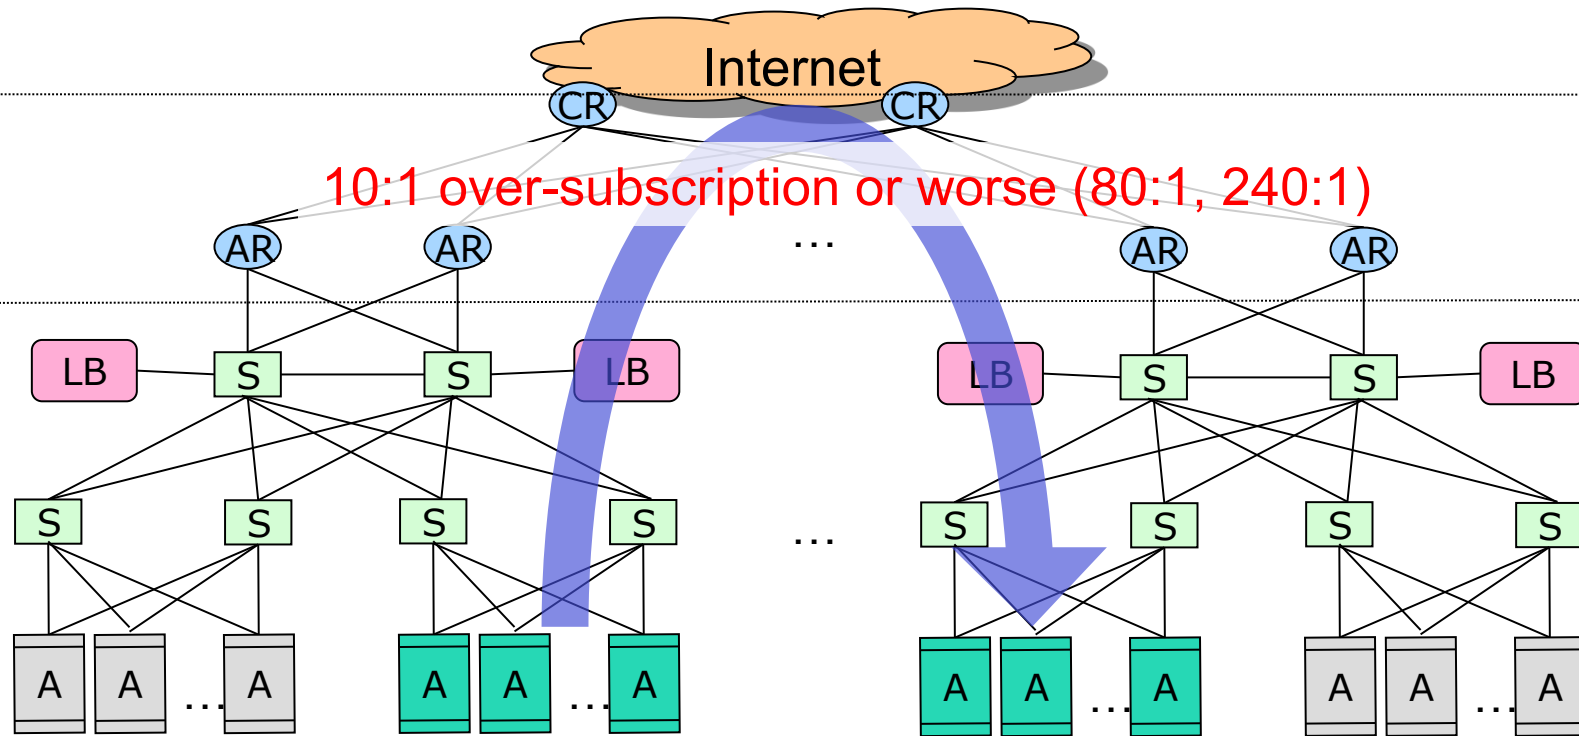 Internet
CR CR
10:1 over-subscription or worse (80:1, 240:1)
AR AR ... AR AR
LB S S LB LB S S LB
S S S S ... S S S S
A A ... A A A ... A A A ... A A A ... A